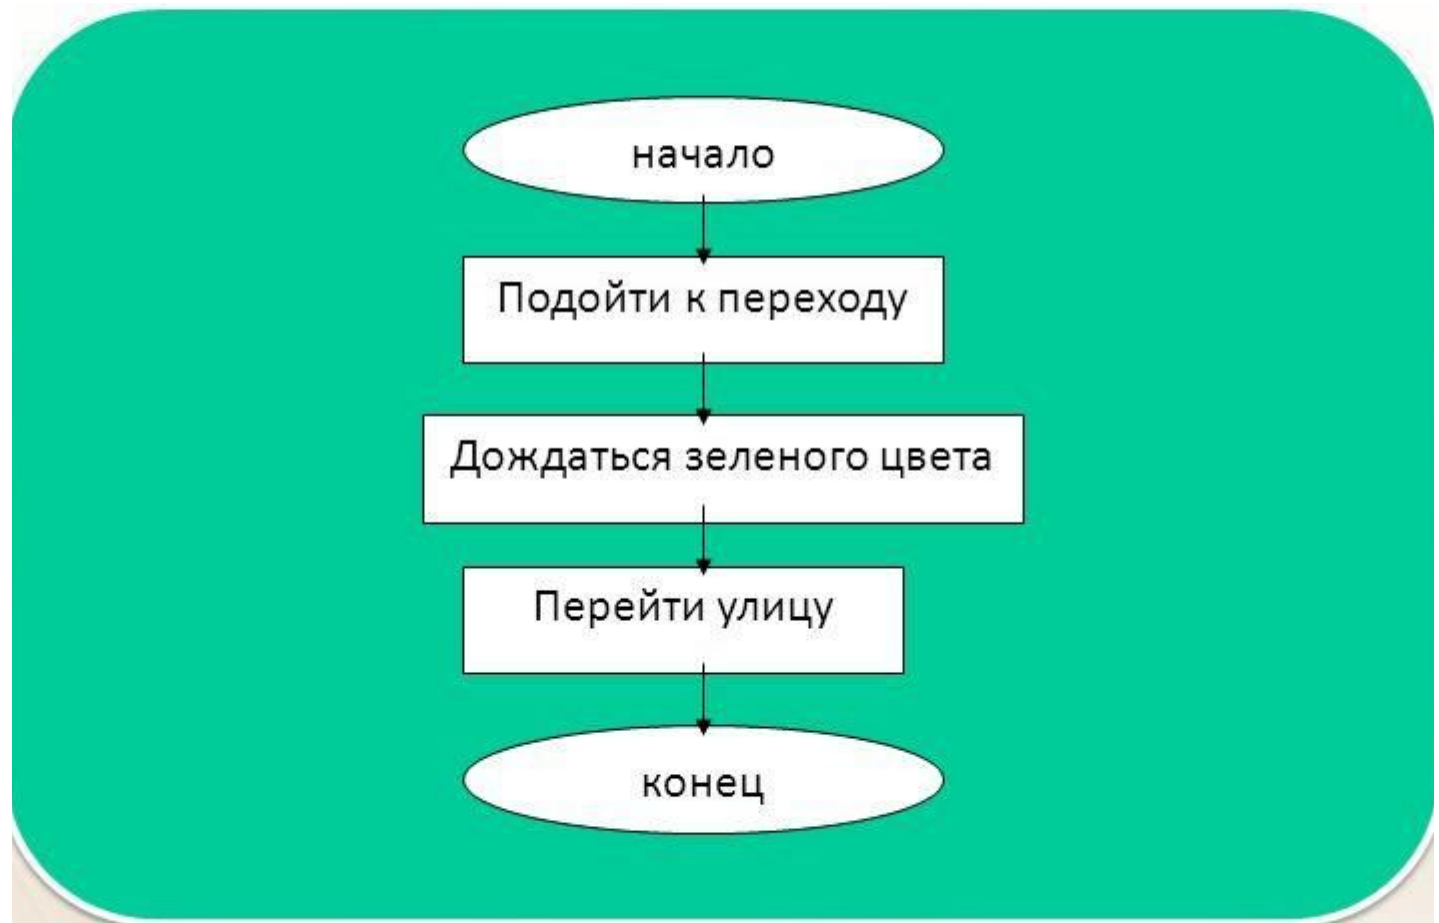 начало
Подойти к переходу
Дождаться зеленого цвета
Перейти улицу
конец